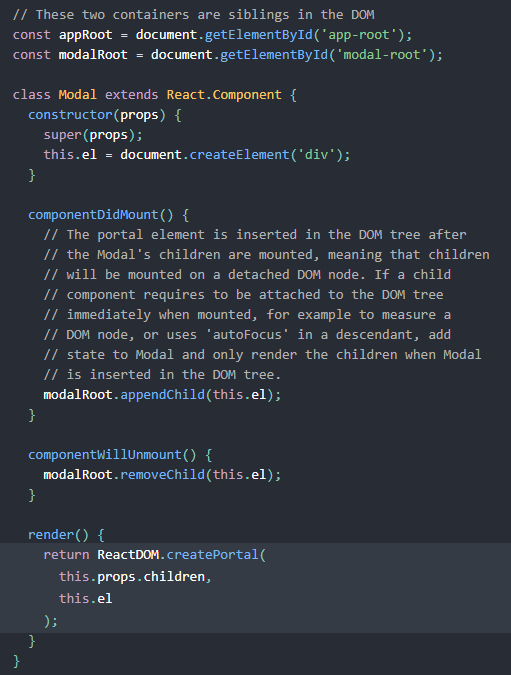 // These two containers are siblings in the DOM
const appRoot = document.getElementById('app-root');
const modalRoot = document.getElementById('modal-root');

class Modal extends React.Component {
  constructor(props) {
    super(props);
    this.el = document.createElement('div');
  }

  componentDidMount() {
    // The portal element is inserted in the DOM tree after
    // the Modal's children are mounted, meaning that children
    // will be mounted on a detached DOM node. If a child
    // component requires to be attached to the DOM tree
    // immediately when mounted, for example to measure a
    // DOM node, or uses 'autoFocus' in a descendant, add
    // state to Modal and only render the children when Modal
    // is inserted in the DOM tree.
    modalRoot.appendChild(this.el);
  }

  componentWillUnmount() {
    modalRoot.removeChild(this.el);
  }

  render() {
    return ReactDOM.createPortal(
      this.props.children,
      this.el
    );
  }
}